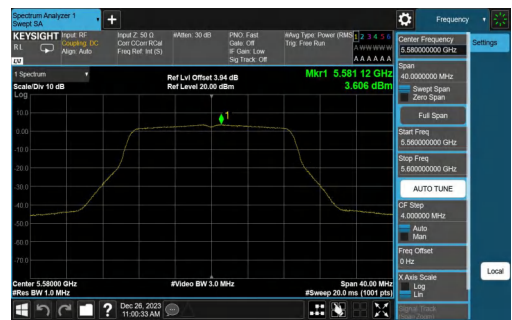 Spectrum Analyzer 1
Swept SA
+
Frequency
KEYSIGHT
RL
Input: RF
Coupling: DC
Align: Auto
Input Z: 50 Ω
Corr CCorr RCal
Freq Ref: Int (S)
#Atten: 30 dB
PNO: Fast
Gate: Off
IF Gain: Low
Sig Track: Off
#Avg Type: Power (RMS
Trig: Free Run
1 2 3 4 5 6
A W W W W W
A A A A A A
LV
1 Spectrum
Scale/Div 10 dB
Log
Ref Lvl Offset 3.94 dB
Ref Level 20.00 dBm
Mkr1 5.581 12 GHz
3.606 dBm
1
10.0
0.00
-10.0
-20.0
-30.0
-40.0
-50.0
-60.0
-70.0
Center 5.58000 GHz
#Res BW 1.0 MHz
#Video BW 3.0 MHz
Span 40.00 MHz
#Sweep 20.0 ms (1001 pts)
Center Frequency
5.580000000 GHz
Span
40.0000000 MHz
Swept Span
Zero Span
Full Span
Start Freq
5.560000000 GHz
Stop Freq
5.600000000 GHz
AUTO TUNE
CF Step
4.000000 MHz
Auto
Man
Freq Offset
0 Hz
X Axis Scale
Log
Lin
Signal Track
Settings
Local
?
Dec 26, 2023
11:00:33 AM